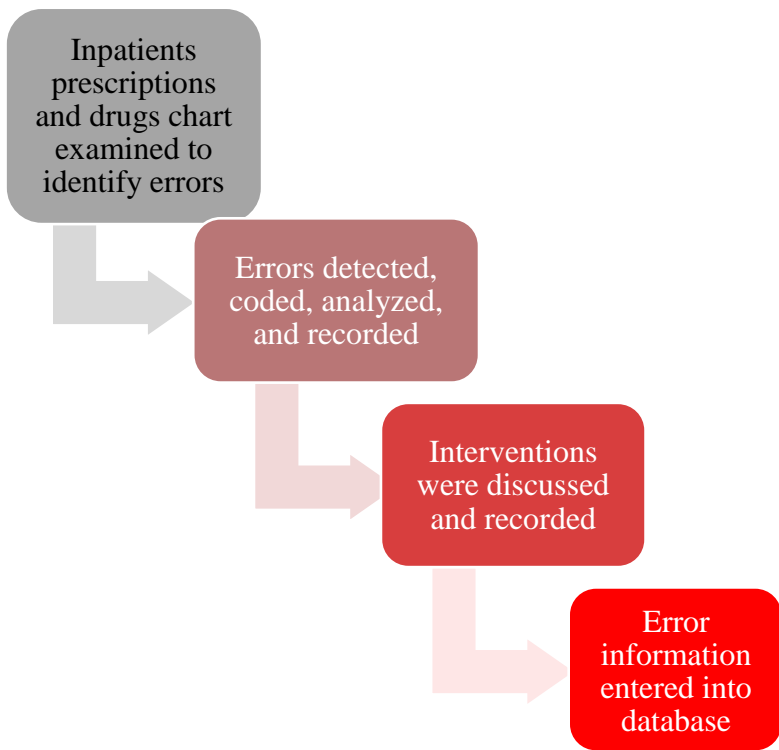 Inpatients
prescriptions
and drugs chart
examined to
identify errors
Errors detected,
coded, analyzed,
and recorded
Interventions
were discussed
and recorded
Error
information
entered into
database